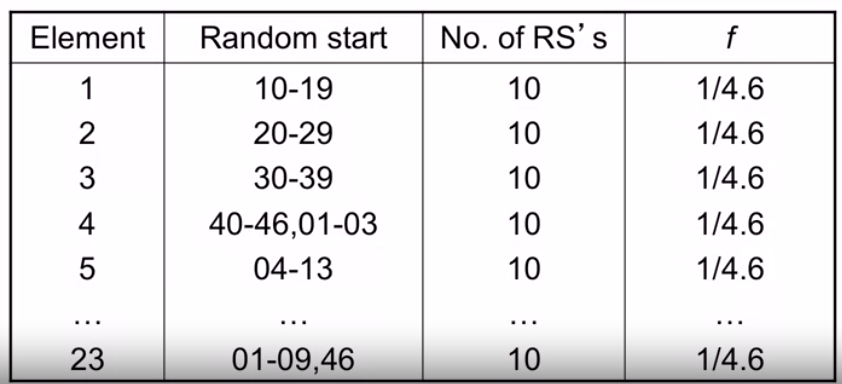 Element Random start No. of RS’s f
1 10-19 10 1/4.6
2 20-29 10 1/4.6
3 30-39 10 1/4.6
4 40-46,01-03 10 1/4.6
5 04-13 10 1/4.6
… … … …
23 01-09,46 10 1/4.6